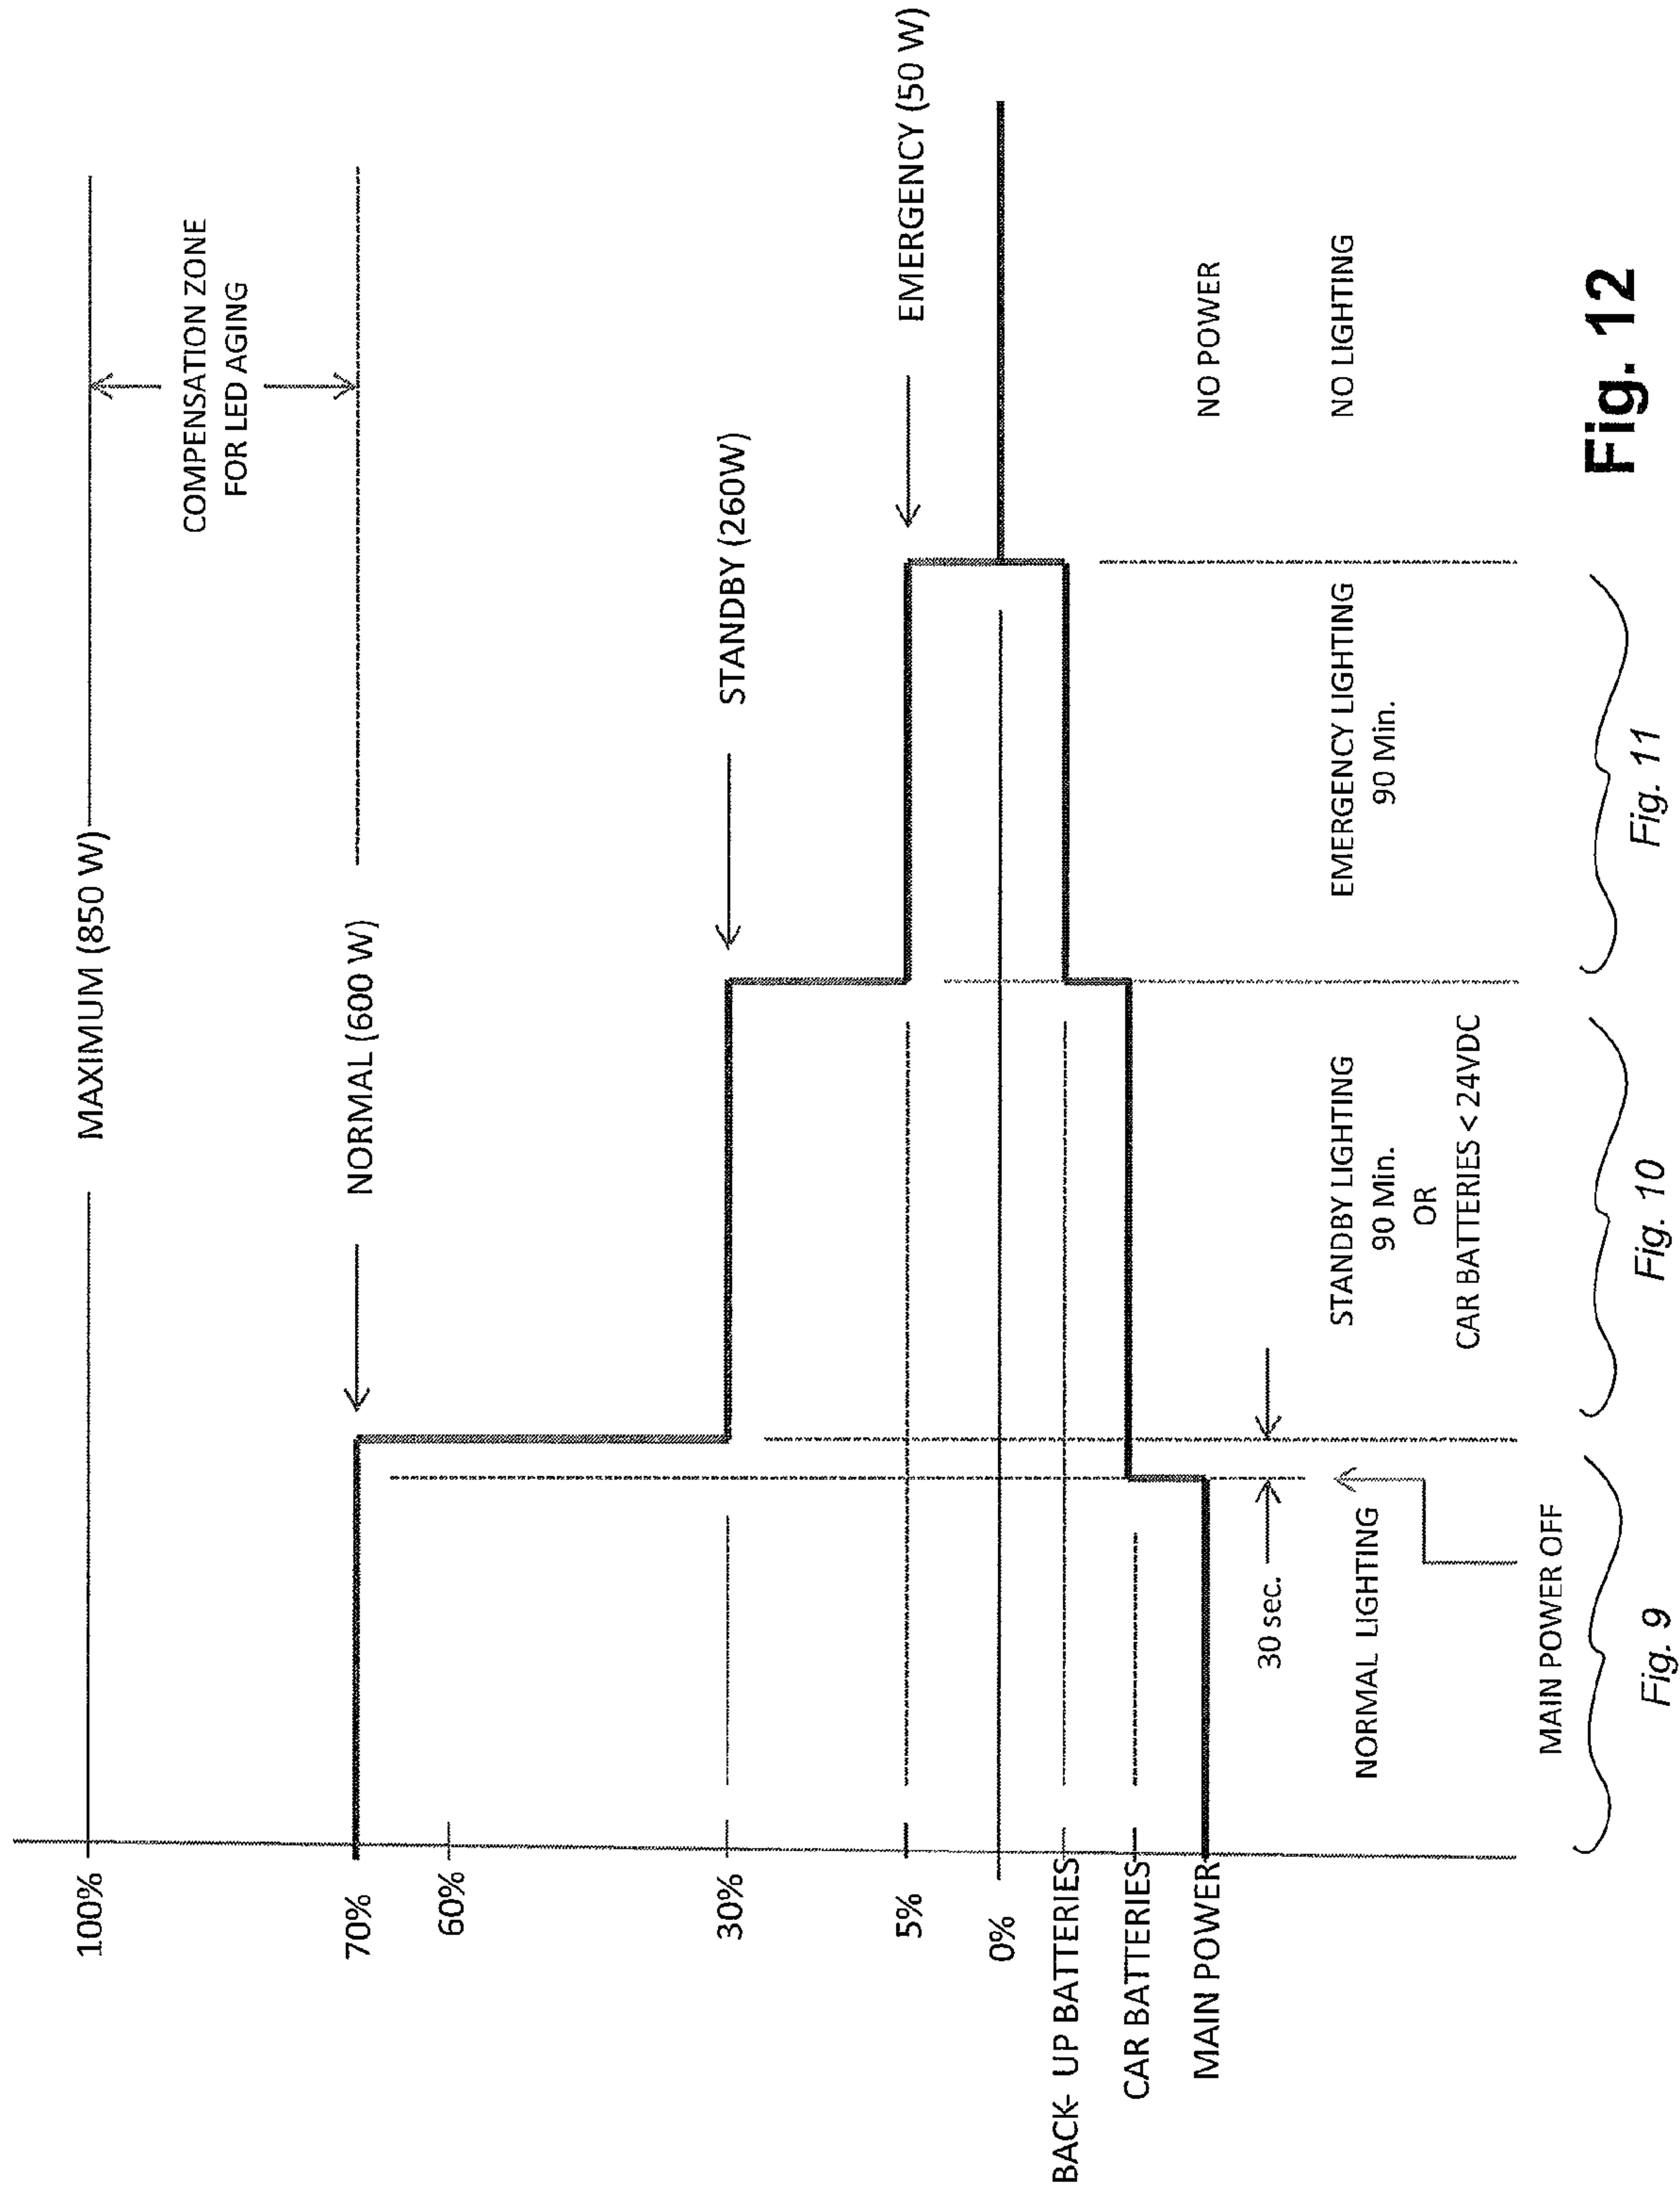 100%
70%
60%
30%
5%
0%
BACK- UP BATTERIES
CAR BATTERIES
MAIN POWER
MAXIMUM (850 W)
NORMAL (600 W)
STANDBY (260W)
EMERGENCY (50 W)
COMPENSATION ZONE
FOR LED AGING
30 sec.
NORMAL LIGHTING
MAIN POWER OFF
STANDBY LIGHTING
90 Min.
OR
CAR BATTERIES < 24VDC
EMERGENCY LIGHTING
90 Min.
NO POWER
NO LIGHTING
Fig. 9
Fig. 10
Fig. 11
Fig. 12